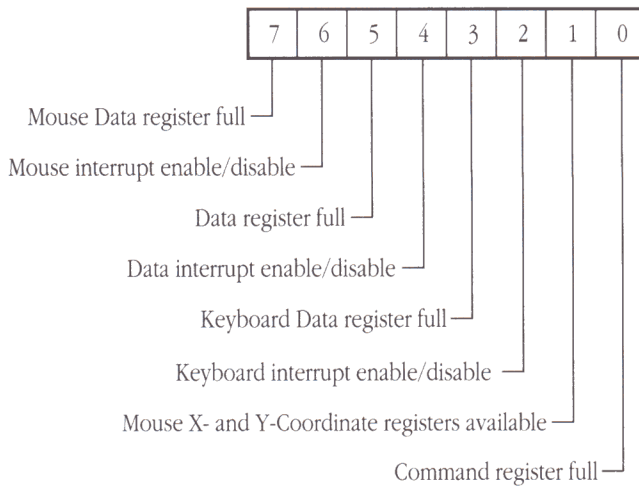 7 6 5 4 3 2 1 0
Mouse Data register full
Mouse interrupt enable/disable
Data register full
Data interrupt enable/disable
Keyboard Data register full
Keyboard interrupt enable/disable
Mouse X- and Y-Coordinate registers available
Command register full